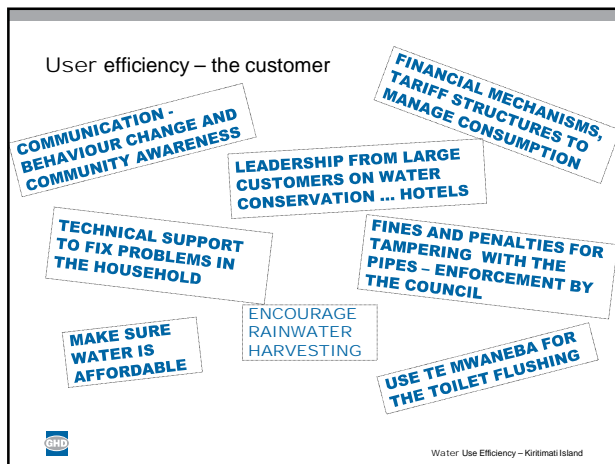 User efficiency – the customer
COMMUNICATION -
BEHAVIOUR CHANGE AND
COMMUNITY AWARENESS
FINANCIAL MECHANISMS,
TARIFF STRUCTURES TO
MANAGE CONSUMPTION
LEADERSHIP FROM LARGE
CUSTOMERS ON WATER
CONSERVATION ... HOTELS
TECHNICAL SUPPORT
TO FIX PROBLEMS IN
THE HOUSEHOLD
FINES AND PENALTIES FOR
TAMPERING WITH THE
PIPES – ENFORCEMENT BY
THE COUNCIL
MAKE SURE
WATER IS
AFFORDABLE
ENCOURAGE
RAINWATER
HARVESTING
USE TE MWANEBA FOR
THE TOILET FLUSHING
GHD
Water Use Efficiency – Kiritimati Island